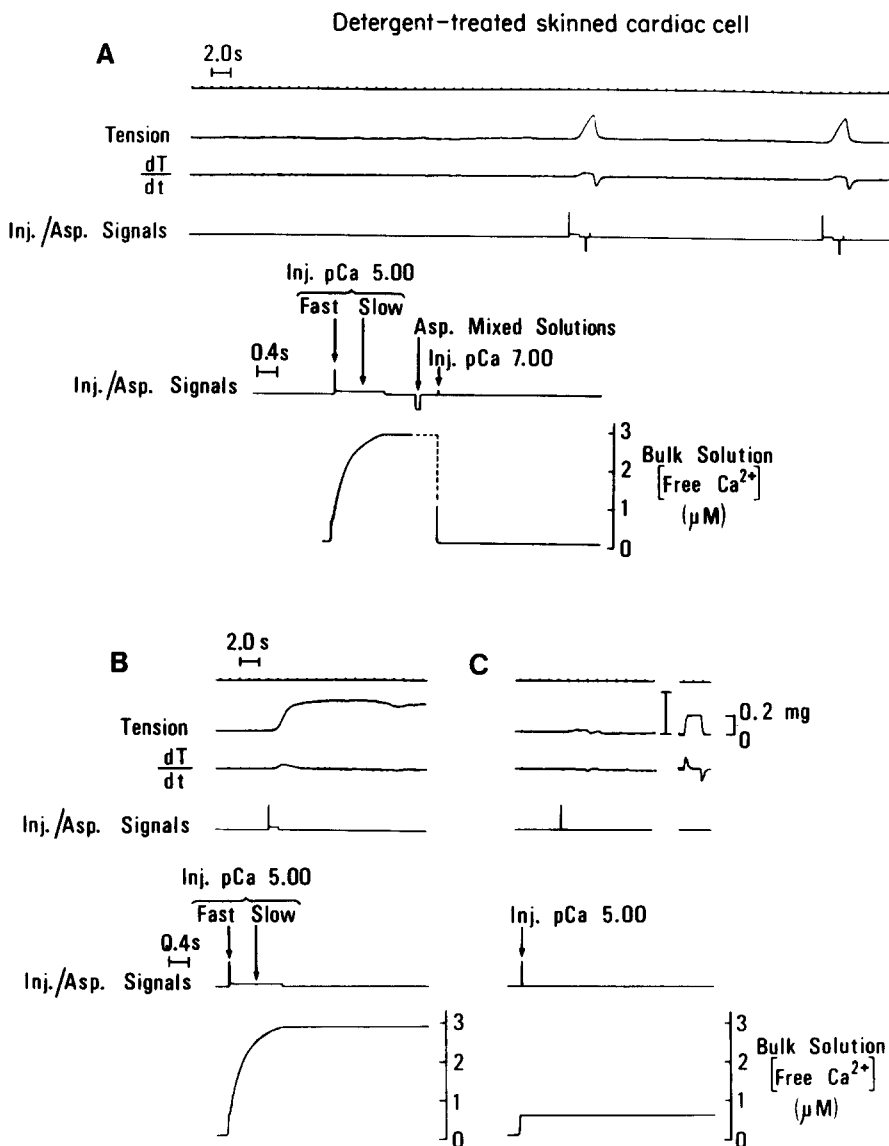 Detergent-treated skinned cardiac cell
A
2.0s
Tension
dT
dt
Inj./Asp. Signals
Inj. pCa 5.00
Fast Slow
Asp. Mixed Solutions
Inj. pCa 7.00
0.4s
Inj./Asp. Signals
3
2
1
0
Bulk Solution
[Free Ca²⁺]
(μM)
B
2.0 s
C
Tension
0.2 mg
0
dT
dt
Inj./Asp. Signals
Inj. pCa 5.00
Fast Slow
0.4s
Inj./Asp. Signals
3
2
1
0
Inj. pCa 5.00
3
2
1
0
Bulk Solution
[Free Ca²⁺]
(μM)